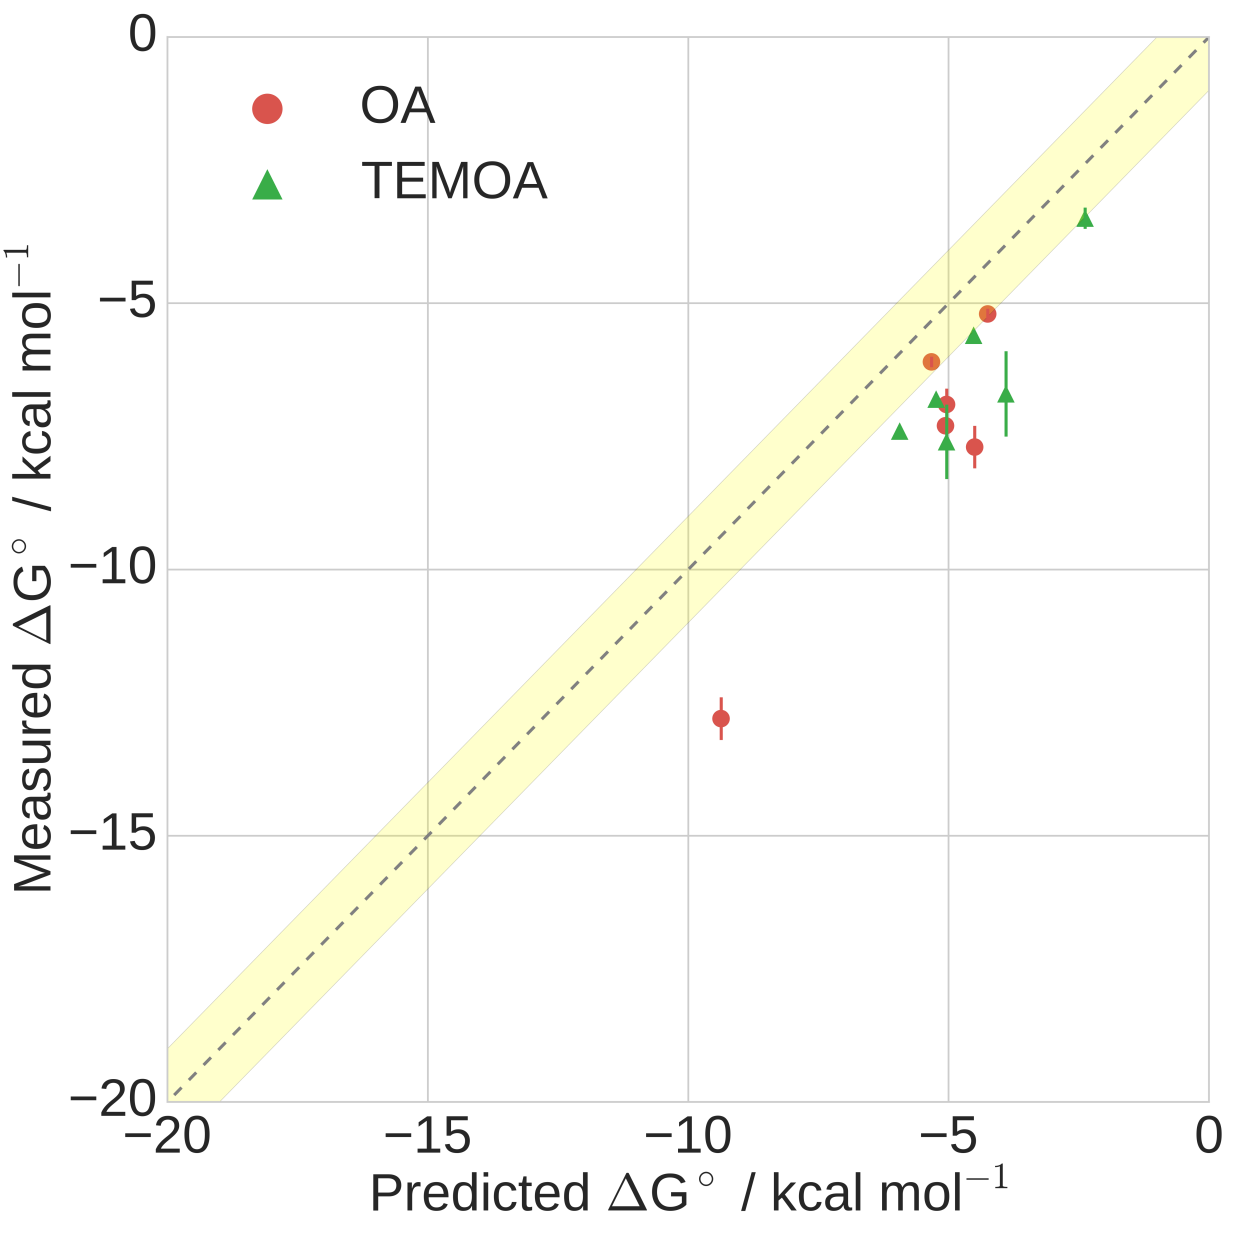 0
−5
−10
−15
−20
Measured ΔG° / kcal mol⁻¹
OA
TEMOA
−20 −15 −10 −5 0
Predicted ΔG° / kcal mol⁻¹